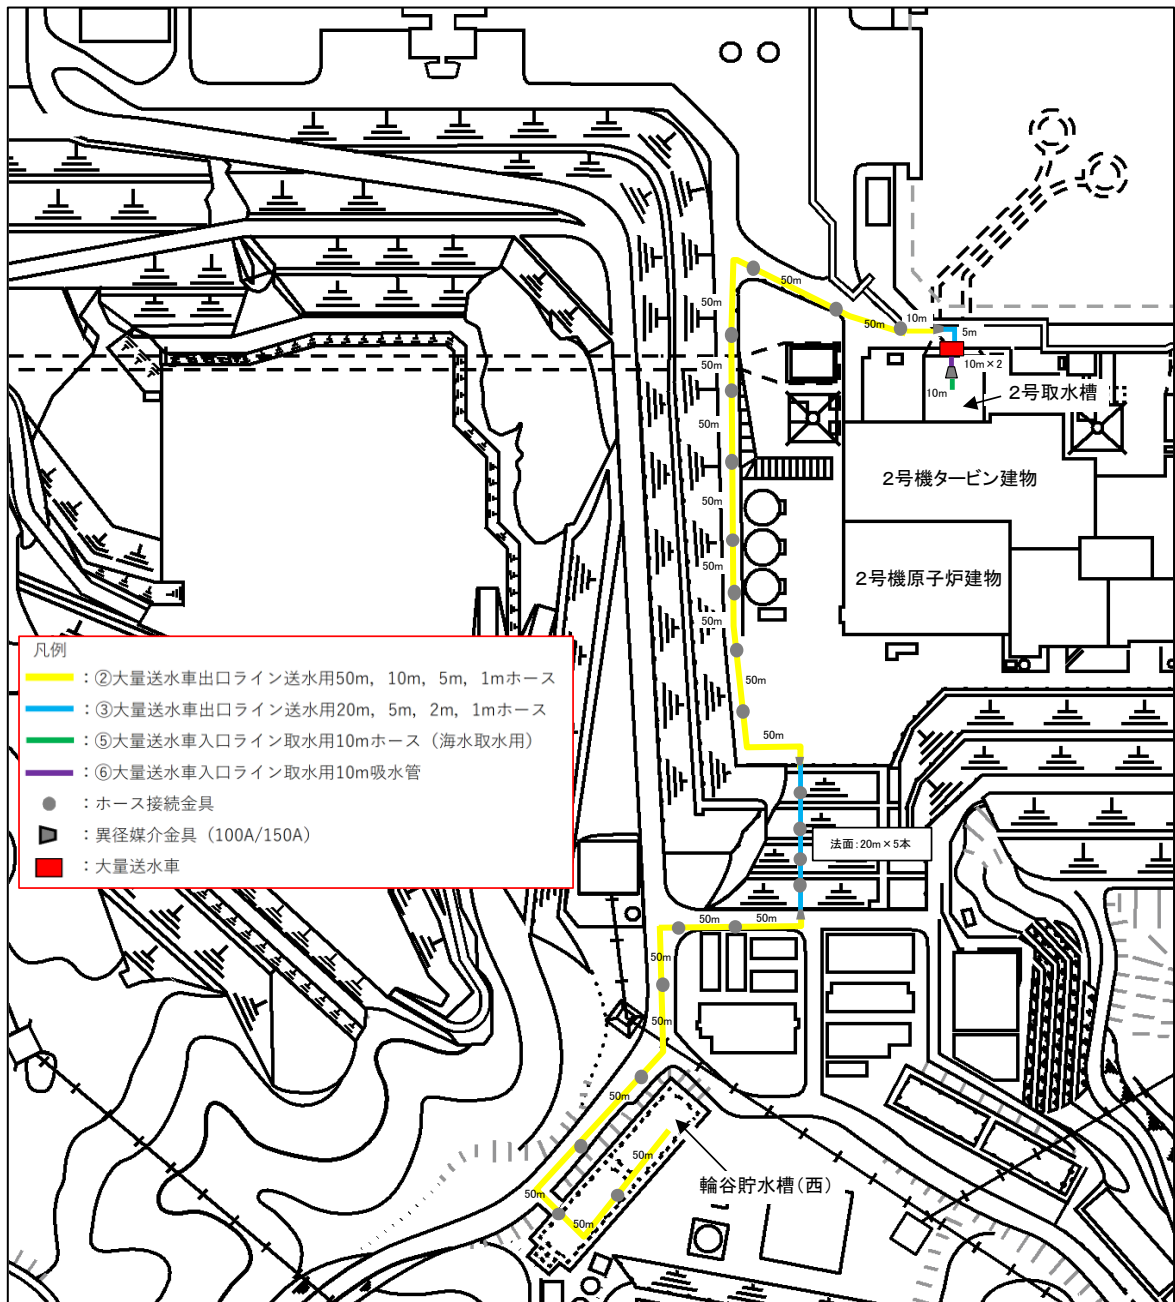 50m
10m
50m
50m
5m
50m
10m×2
10m
2号取水槽
50m
50m
2号機タービン建物
50m
2号機原子炉建物
50m
50m
凡例
:②大量送水車出口ライン送水用50m, 10m, 5m, 1mホース
:③大量送水車出口ライン送水用20m, 5m, 2m, 1mホース
:⑤大量送水車入口ライン取水用10mホース(海水取水用)
:⑥大量送水車入口ライン取水用10m吸水管
:ホース接続金具
:異径媒介金具(100A/150A)
:大量送水車
50m
50m
法面:20m×5本
50m
50m
50m
50m
50m
50m
50m
50m
輪谷貯水槽(西)